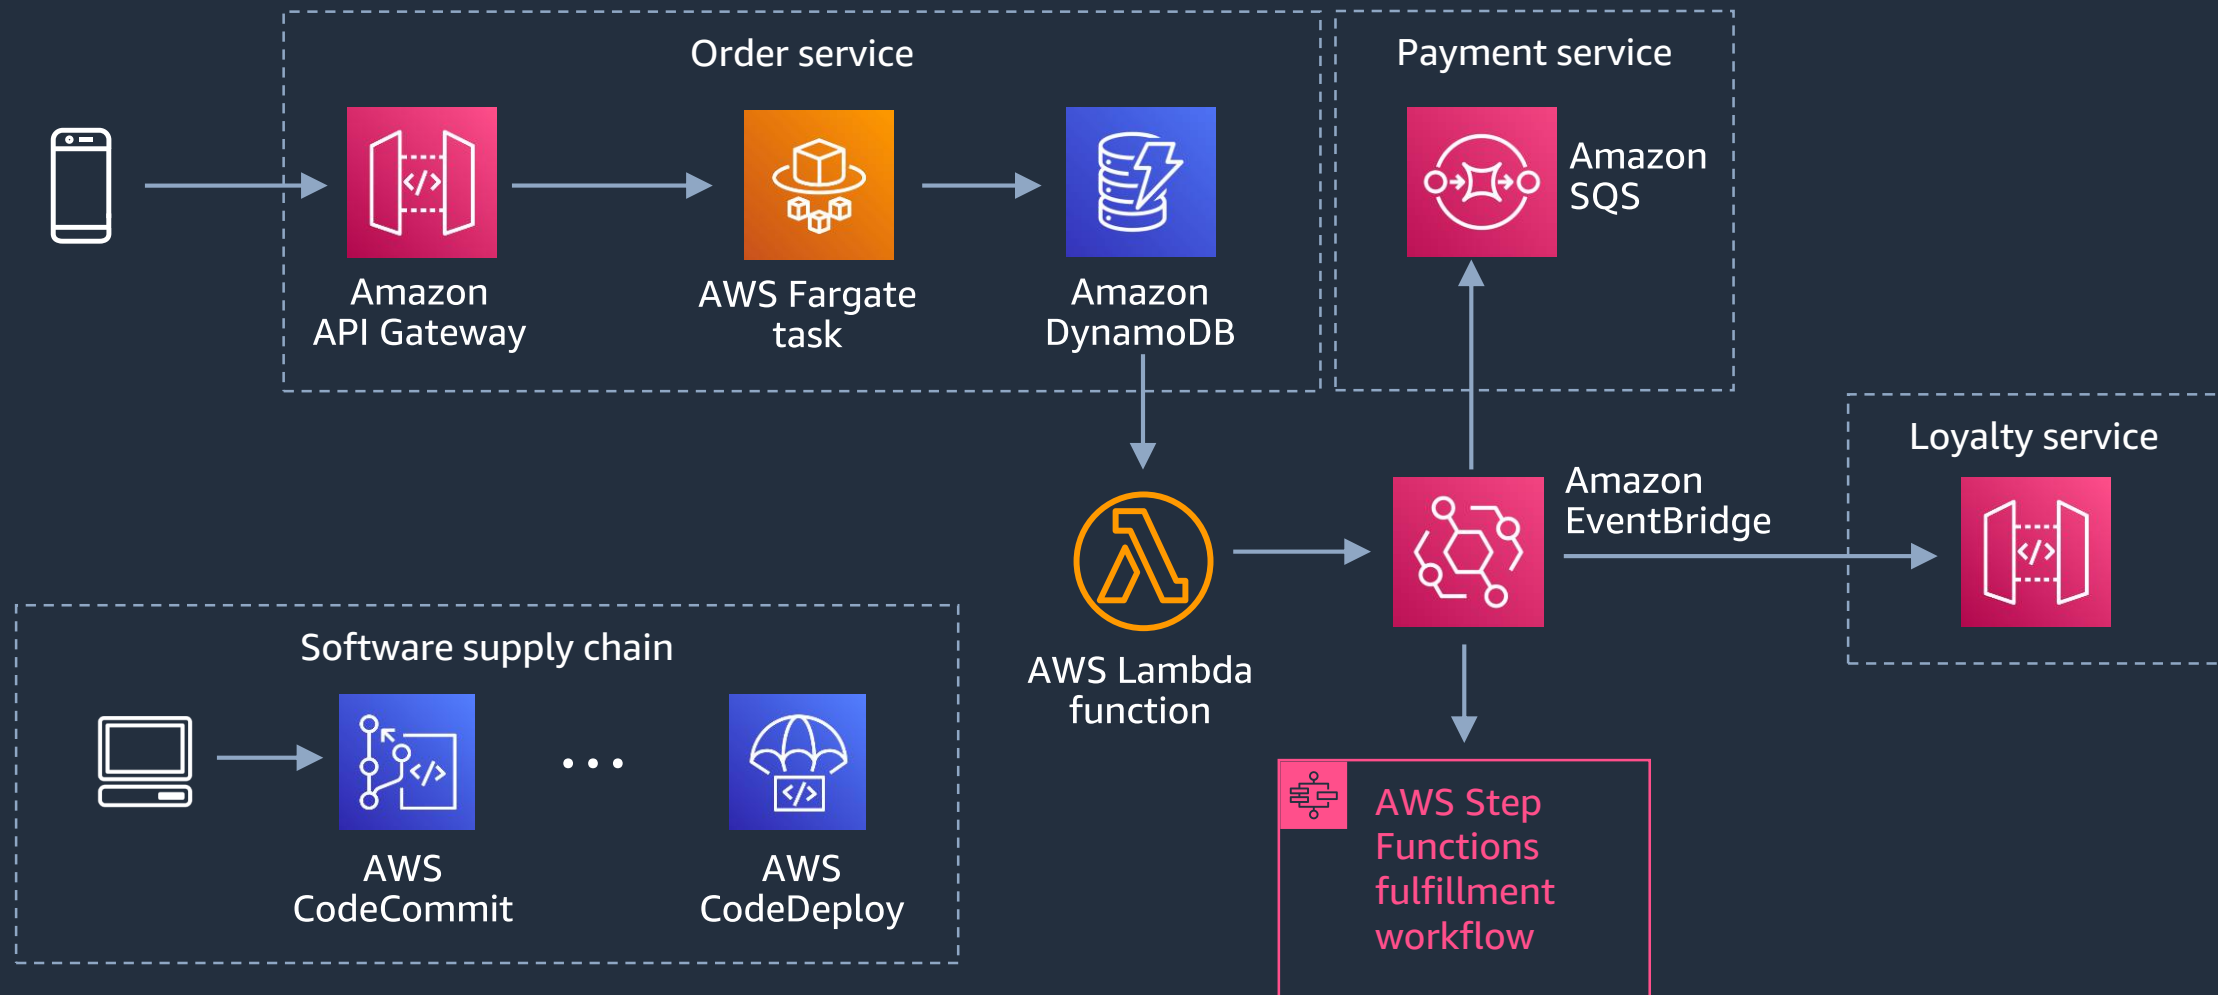 Order service
Amazon
API Gateway
AWS Fargate
task
Amazon
DynamoDB
Payment service
Amazon
SQS
Loyalty service
Amazon
EventBridge
AWS Lambda
function
Software supply chain
AWS
CodeCommit
...
AWS
CodeDeploy
AWS Step
Functions
fulfillment
workflow